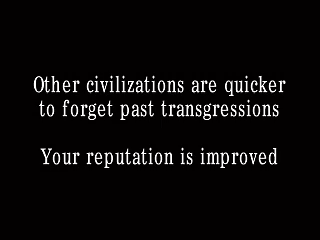 Other civilizations are quicker
to forget past transgressions
Your reputation is improved